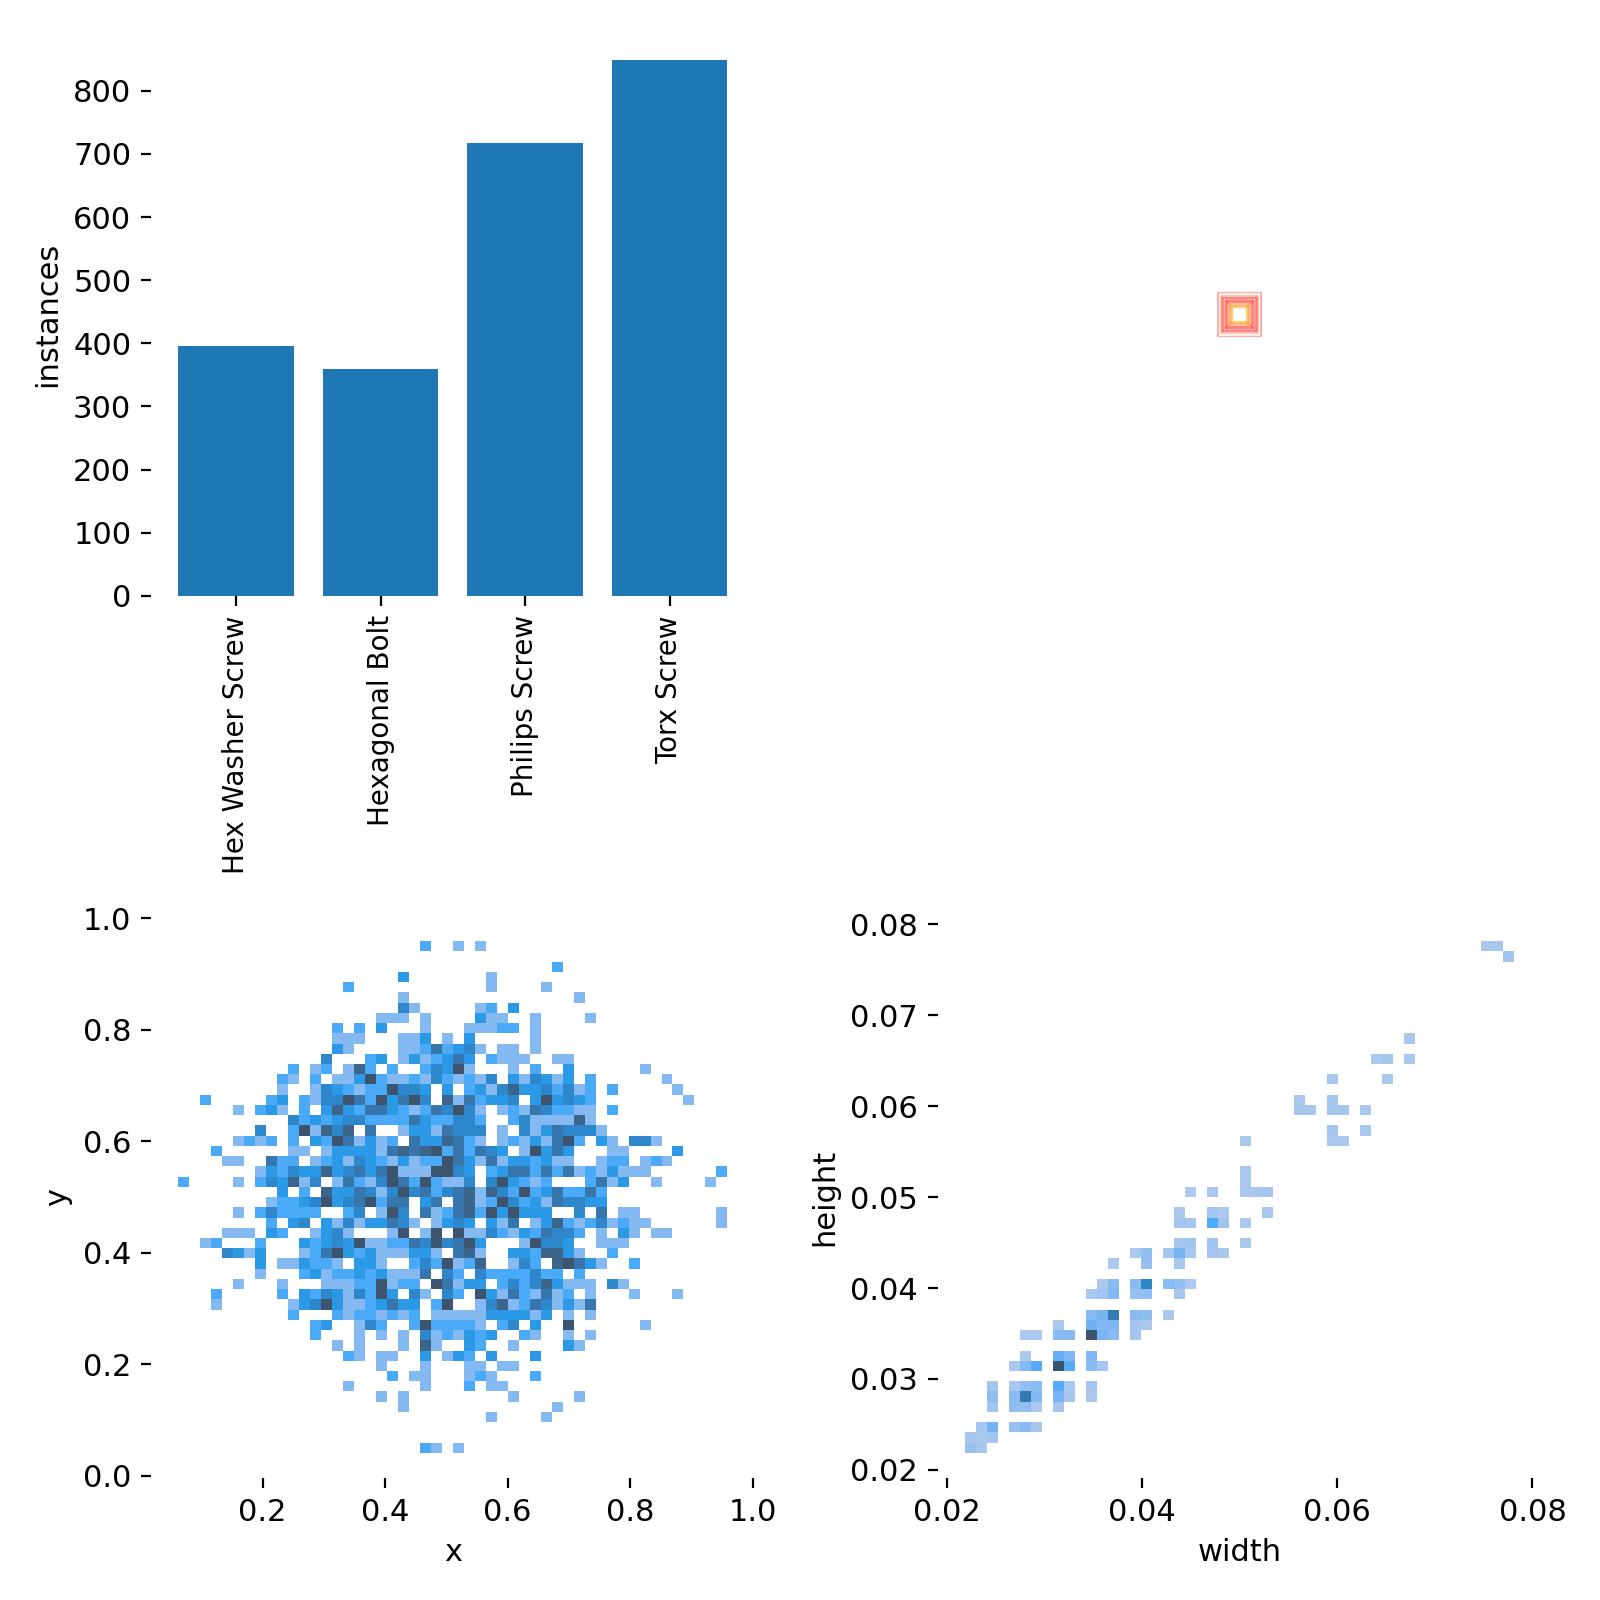 800
700
600
500
400
300
200
100
0
instances
Hex Washer Screw
Hexagonal Bolt
Philips Screw
Torx Screw
1.0
0.8
0.6
0.4
0.2
0.0
y
0.2 0.4 0.6 0.8 1.0
x
0.08
0.07
0.06
0.05
0.04
0.03
0.02
height
0.02 0.04 0.06 0.08
width